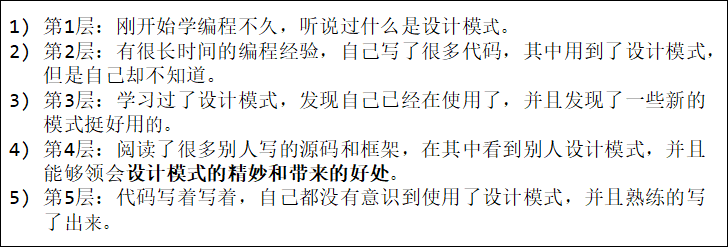 1) 第1层：刚开始学编程不久，听说过什么是设计模式。
2) 第2层：有很长时间的编程经验，自己写了很多代码，其中用到了设计模式，
但是自己却不知道。
3) 第3层：学习过了设计模式，发现自己已经在使用了，并且发现了一些新的
模式挺好用的。
4) 第4层：阅读了很多别人写的源码和框架，在其中看到别人设计模式，并且
能够领会设计模式的精妙和带来的好处。
5) 第5层：代码写着写着，自己都没有意识到使用了设计模式，并且熟练的写
了出来。